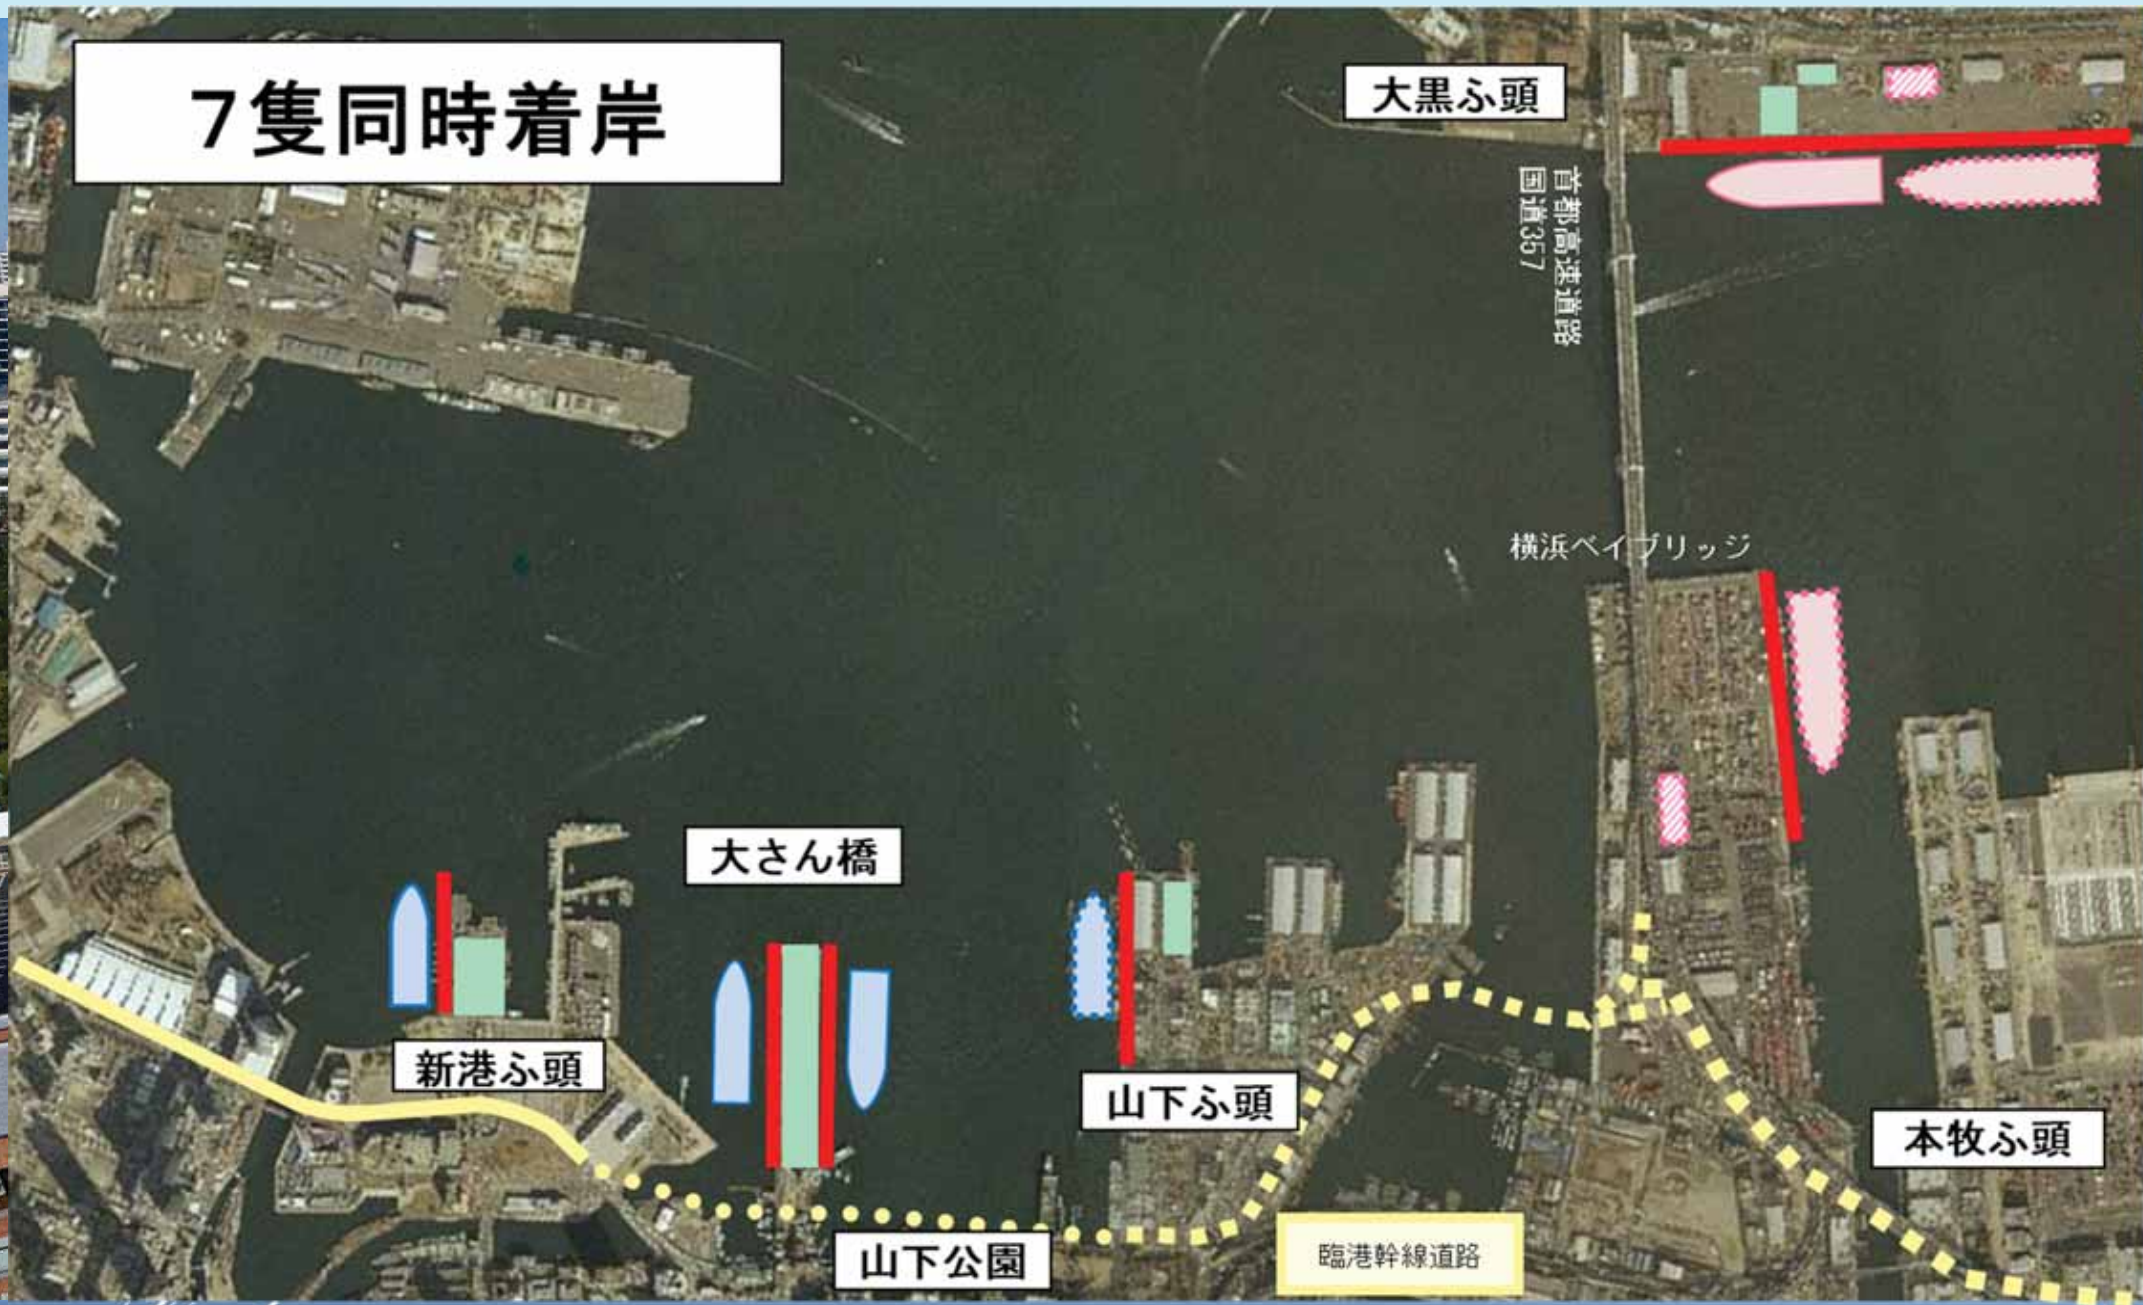 7隻同時着岸
大黒ふ頭
首都高速道路
国道357
横浜ベイブリッジ
大さん橋
新港ふ頭
山下ふ頭
本牧ふ頭
山下公園
臨港幹線道路